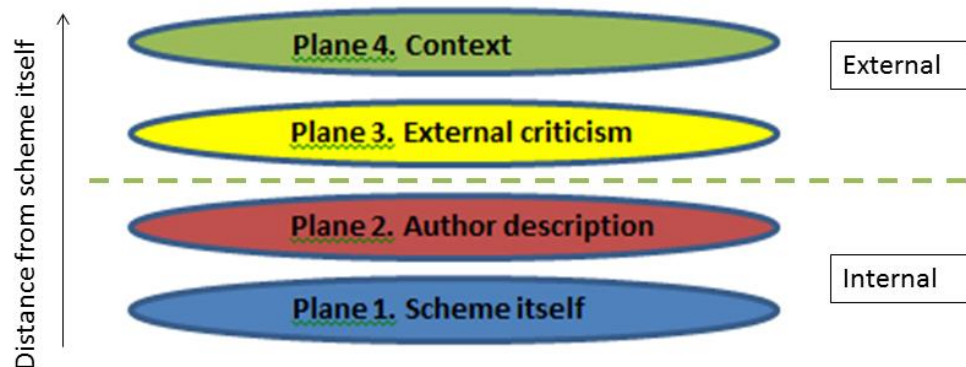 Plane 4. Context
External
Plane 3. External criticism
Plane 2. Author description
Internal
Plane 1. Scheme itself
Distance from scheme itself